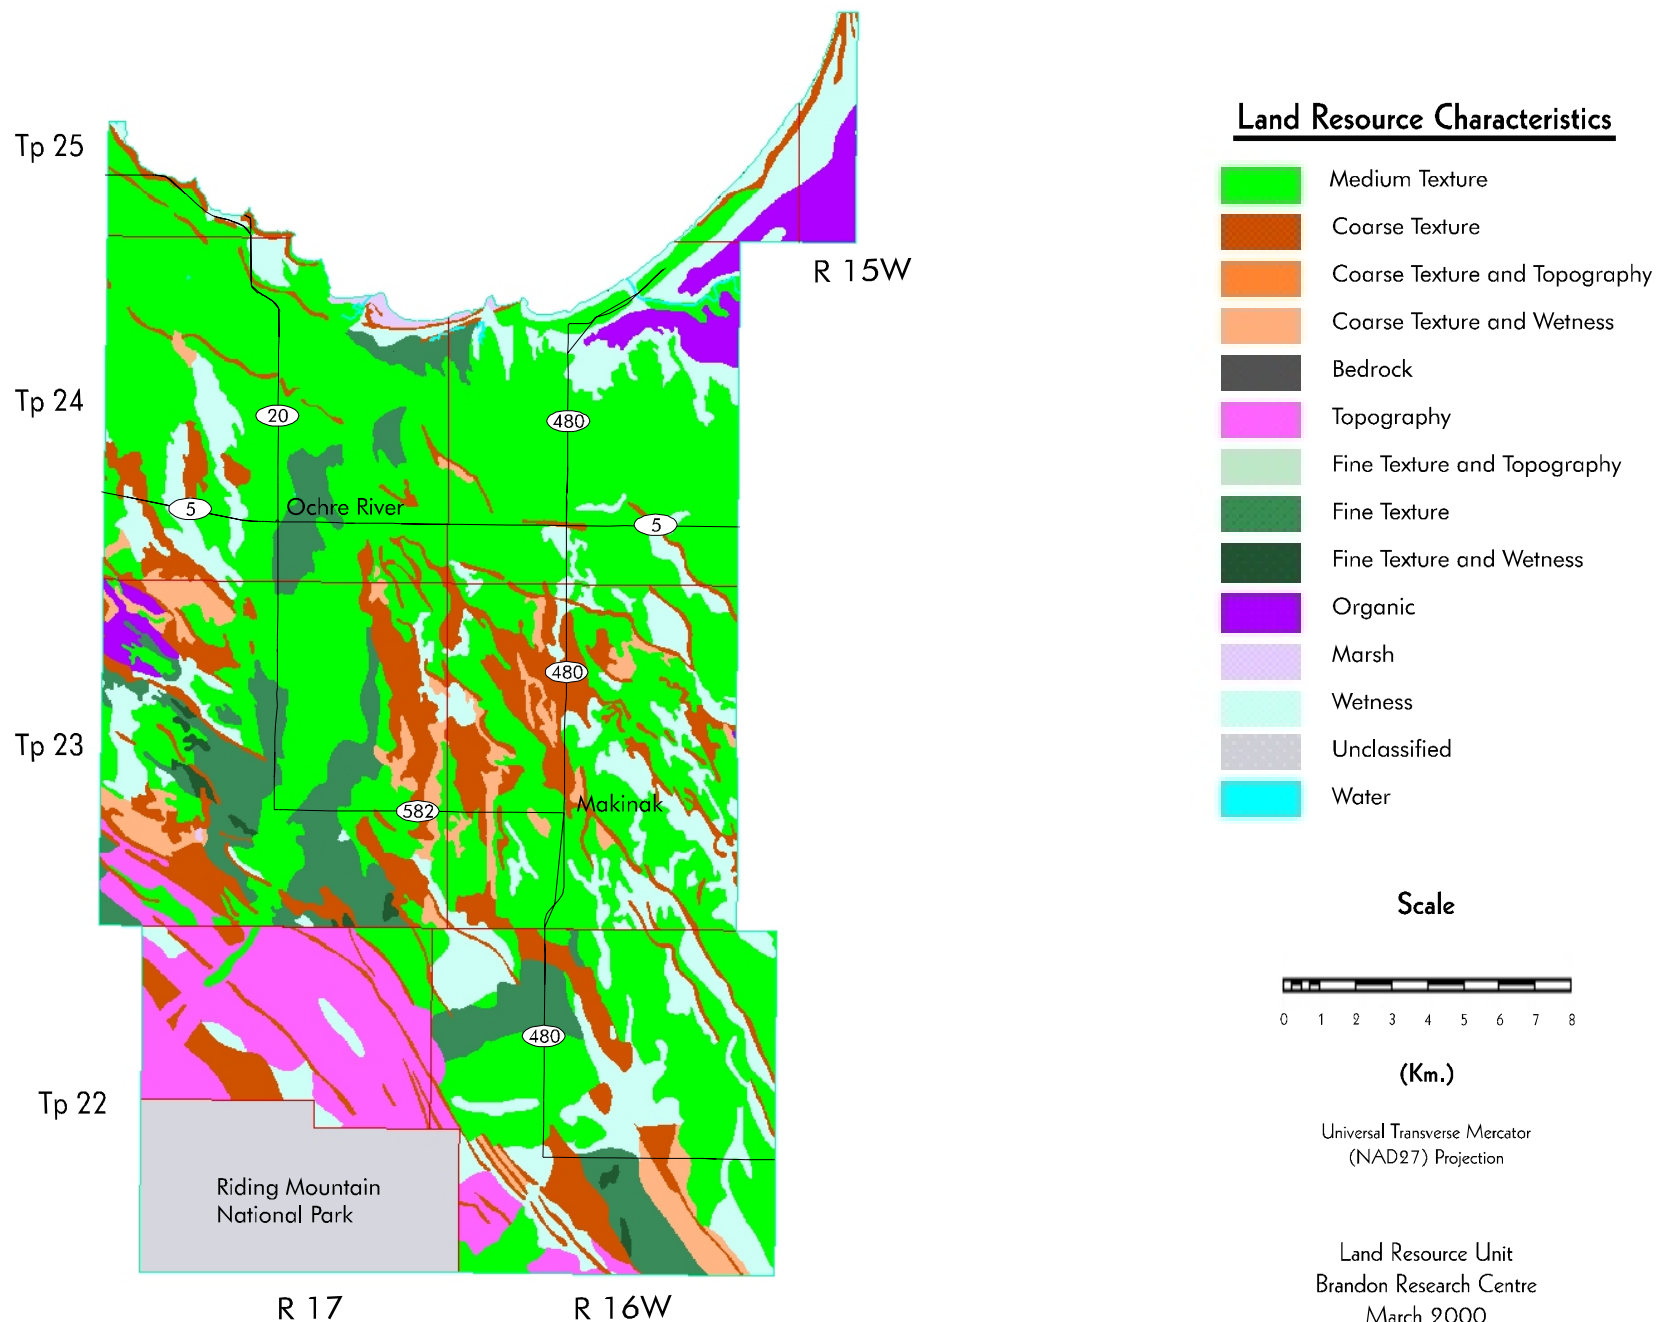 Tp 25
R 15W
Tp 24
20
480
5
Ochre River
5
480
Tp 23
582
Makinak
480
Tp 22
Riding Mountain
National Park
R 17
R 16W
Land Resource Characteristics
Medium Texture
Coarse Texture
Coarse Texture and Topography
Coarse Texture and Wetness
Bedrock
Topography
Fine Texture and Topography
Fine Texture
Fine Texture and Wetness
Organic
Marsh
Wetness
Unclassified
Water
Scale
0 1 2 3 4 5 6 7 8
(Km.)
Universal Transverse Mercator
(NAD27) Projection
Land Resource Unit
Brandon Research Centre
March 2000